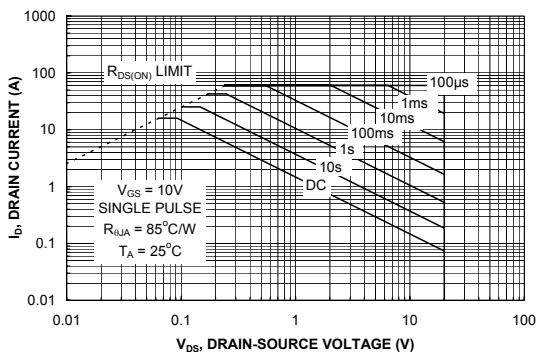 1000
100
10
1
0.1
0.01
I_D, DRAIN CURRENT (A)
R_DS(ON) LIMIT
100µs
1ms
10ms
100ms
1s
10s
DC
V_GS = 10V
SINGLE PULSE
R_θJA = 85°C/W
T_A = 25°C
0.01 0.1 1 10 100
V_DS, DRAIN-SOURCE VOLTAGE (V)